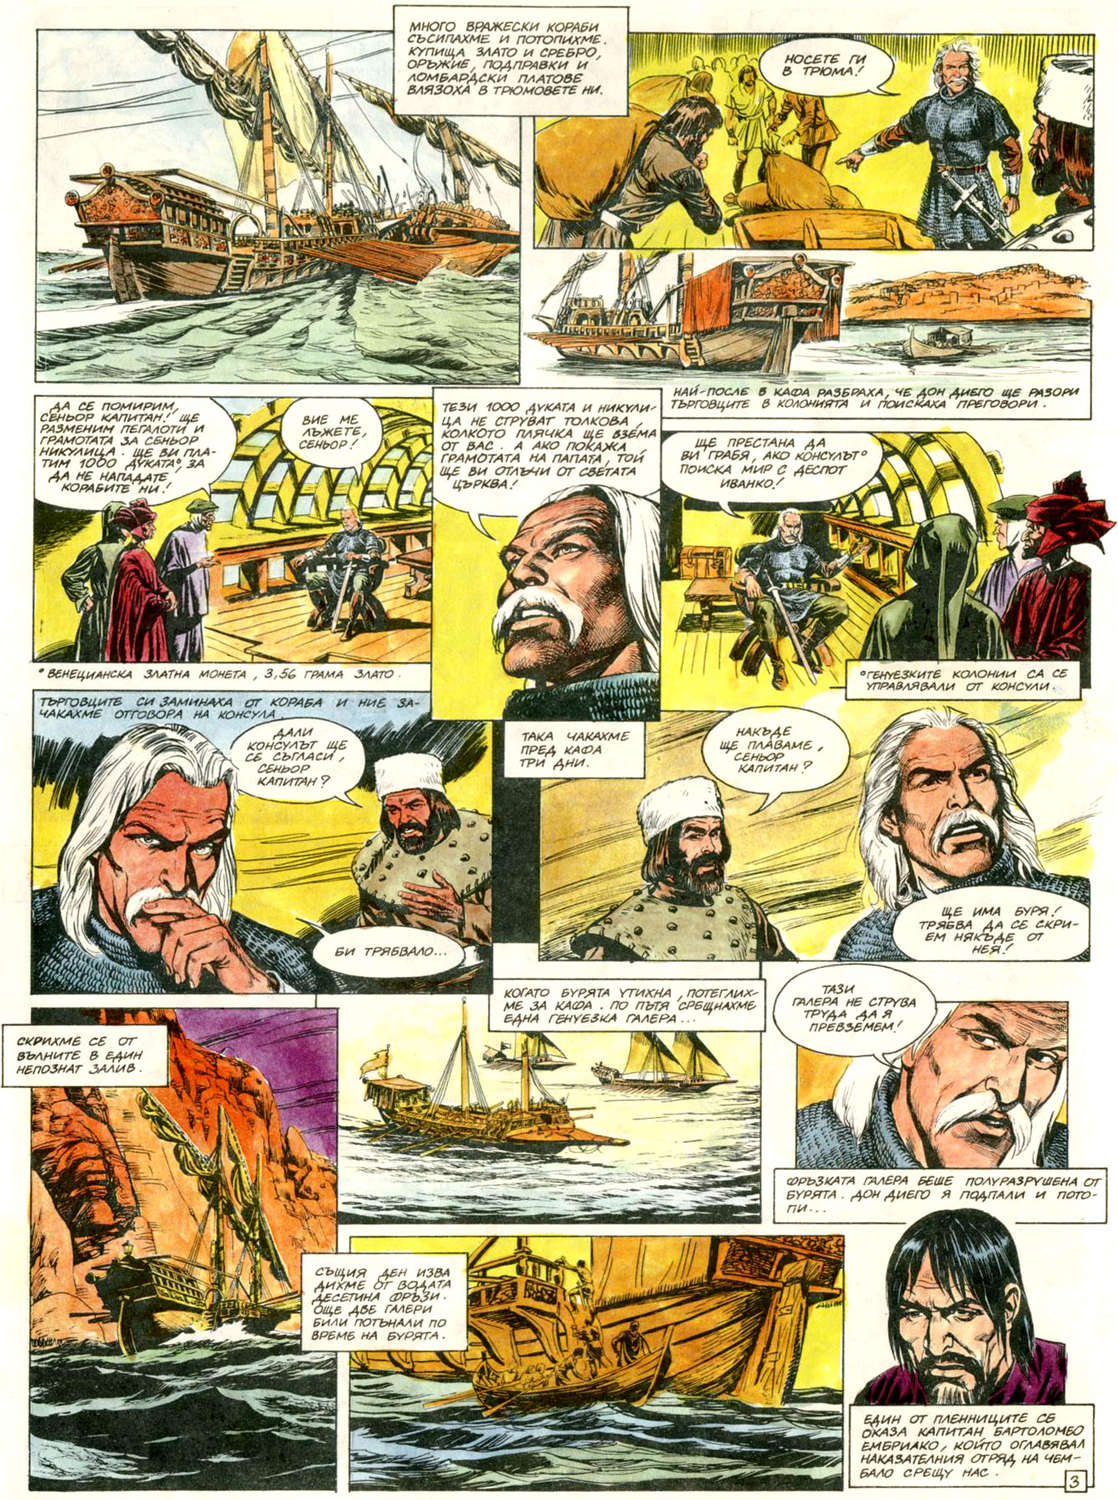 МНОГО ВРАЖЕСКИ КОРАБИ
СЪСИПАХМЕ И ПОТОПИХМЕ.
КУПИЩА ЗЛАТО И СРЕБРО,
ОРЪЖИЕ, ПОДПРАВКИ И
ЛОМБАРДСКИ ПЛАТОВЕ
ВЛЯЗОХА В ТРЮМОВЕТЕ НИ.
НОСЕТЕ ГИ
В ТРЮМА!
НАЙ-ПОСЛЕ В КАФА РАЗБРАХА, ЧЕ ДОН ДИЕГО ЩЕ РАЗОРИ
ТЪРГОВЦИТЕ В КОЛОНИЯТА И ПОИСКАХА ПРЕГОВОРИ.
ДА СЕ ПОМИРИМ,
СЕНЬОР КАПИТАН! ЩЕ
РАЗМЕНИМ ПЕГАЛОТИ И
ГРАМОТАТА ЗА СЕНЬОР
НИКУЛИЦА. ЩЕ ВИ ПЛА-
ТИМ 1000 ДУКАТА° ЗА
ДА НЕ НАПАДАТЕ
КОРАБИТЕ НИ!
ВИЕ МЕ
ЛЪЖЕТЕ,
СЕНЬОР!
° ВЕНЕЦИАНСКА ЗЛАТНА МОНЕТА, 3,56 ГРАМА ЗЛАТО.
ТЕЗИ 1000 ДУКАТА И НИКУЛИ-
ЦА НЕ СТРУВАТ ТОЛКОВА,
КОЛКОТО ПЛЯЧКА ЩЕ ВЗЕМА
ОТ ВАС. А АКО ПОКАЖА
ГРАМОТАТА НА ПАПАТА, ТОЙ
ЩЕ ВИ ОТЛЪЧИ ОТ СВЕТАТА
ЦЪРКВА!
ЩЕ ПРЕСТАНА ДА
ВИ ГРАБЯ, АКО КОНСУЛЪТ°
ПОИСКА МИР С ДЕСПОТ
ИВАНКО!
° ГЕНУЕЗКИТЕ КОЛОНИИ СА СЕ
УПРАВЛЯВАЛИ ОТ КОНСУЛИ.
ТЪРГОВЦИТЕ СИ ЗАМИНАХА ОТ КОРАБА И НИЕ ЗА-
ЧАКАХМЕ ОТГОВОРА НА КОНСУЛА.
ДАЛИ
КОНСУЛЪТ ЩЕ
СЕ СЪГЛАСИ,
СЕНЬОР
КАПИТАН?
БИ ТРЯБВАЛО...
ТАКА ЧАКАХМЕ
ПРЕД КАФА
ТРИ ДНИ.
НАКЪДЕ
ЩЕ ПЛАВАМЕ,
СЕНЬОР
КАПИТАН?
ЩЕ ИМА БУРЯ!
ТРЯБВА ДА СЕ СКРИ-
ЕМ НЯКЪДЕ ОТ
НЕЯ!
СКРИХМЕ СЕ ОТ
ВЪЛНИТЕ В ЕДИН
НЕПОЗНАТ ЗАЛИВ.
КОГАТО БУРЯТА УТИХНА, ПОТЕГЛИХ-
МЕ ЗА КАФА. ПО ПЪТЯ СРЕЩНАХМЕ
ЕДНА ГЕНУЕЗКА ГАЛЕРА...
ТАЗИ
ГАЛЕРА НЕ СТРУВА
ТРУДА ДА Я
ПРЕВЗЕМЕМ!
ФРЪЗКАТА ГАЛЕРА БЕШЕ ПОЛУРАЗРУШЕНА ОТ
БУРЯТА. ДОН ДИЕГО Я ПОДПАЛИ И ПОТО-
ПИ...
СЪЩИЯ ДЕН ИЗВА
ДИХМЕ ОТ ВОДАТА
ДЕСЕТИНА ФРЪЗИ.
ОЩЕ ДВЕ ГАЛЕРИ
БИЛИ ПОТЪНАЛИ ПО
ВРЕМЕ НА БУРЯТА.
ЕДИН ОТ ПЛЕННИЦИТЕ СЕ
ОКАЗА КАПИТАН БАРТОЛОМБО
ЕМБРИАКО, КОЙТО ОГЛАВЯВАЛ
НАКАЗАТЕЛНИЯ ОТРЯД НА ЧЕМ-
БАЛО СРЕЩУ НАС.
3